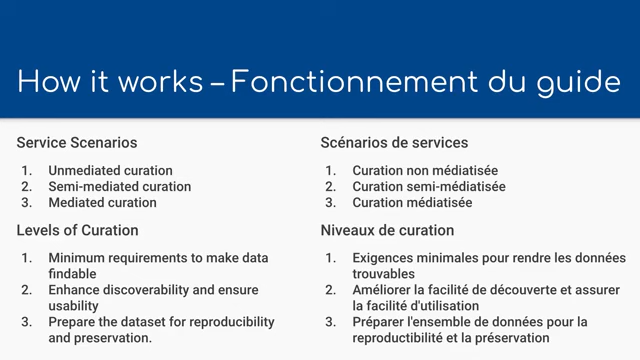 How it works – Fonctionnement du guide
Service Scenarios
1. Unmediated curation
2. Semi-mediated curation
3. Mediated curation
Levels of Curation
1. Minimum requirements to make data
findable
2. Enhance discoverability and ensure
usability
3. Prepare the dataset for reproducibility
and preservation.
Scénarios de services
1. Curation non médiatisée
2. Curation semi-médiatisée
3. Curation médiatisée
Niveaux de curation
1. Exigences minimales pour rendre les données
trouvables
2. Améliorer la facilité de découverte et assurer
la facilité d'utilisation
3. Préparer l'ensemble de données pour la
reproductibilité et la préservation